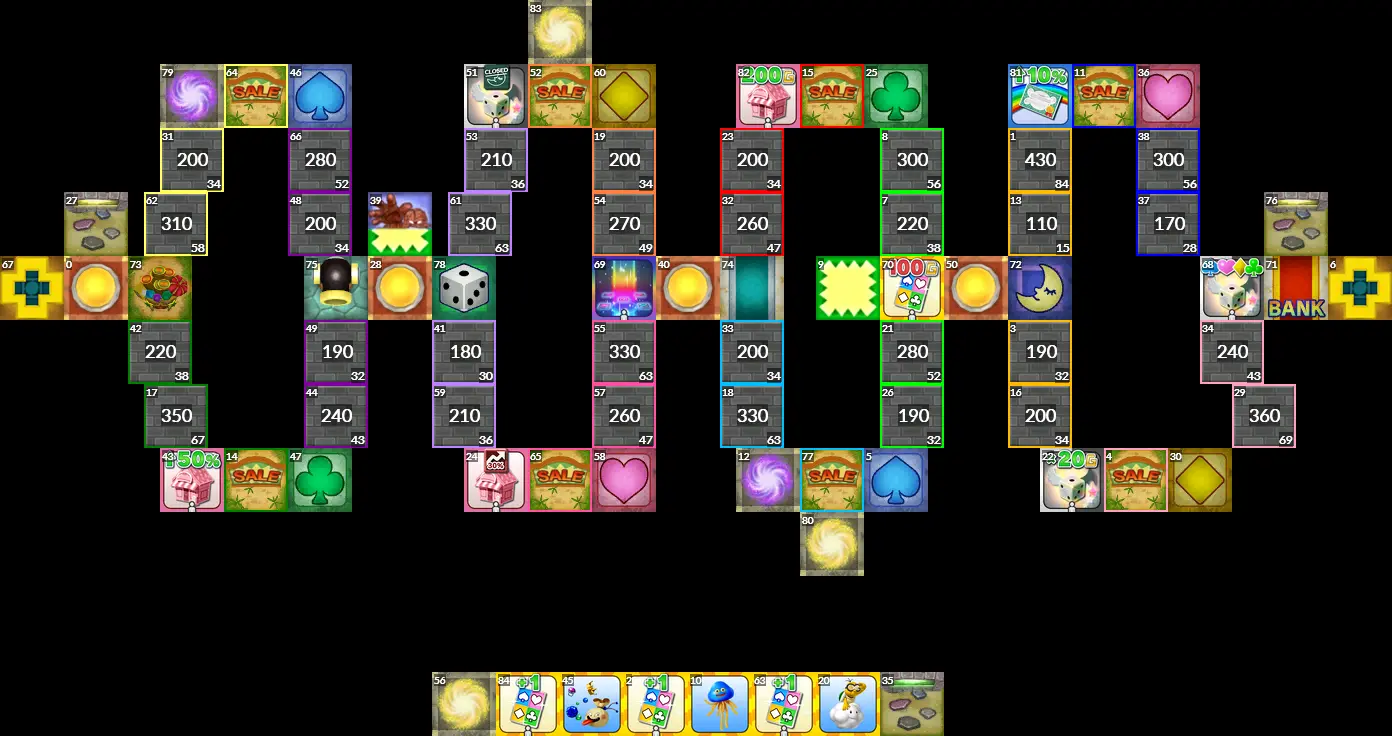 83
79 64 SALE 46 51 CLOSED 52 SALE 60 82 200G 15 SALE 25 81 10% 11 SALE 36
31 200 34 66 280 52 53 210 36 19 200 34 23 200 34 8 300 56 1 430 84 38 300 56
27 62 310 58 48 200 34 39 61 330 63 54 270 49 32 260 47 7 220 38 13 110 15 37 170 28 76
67 0 73 75 28 78 69 40 74 9 70 100G 50 72 68 71 BANK 6
42 220 38 49 190 32 41 180 30 55 330 63 33 200 34 21 280 52 3 190 32 34 240 43
17 350 67 44 240 43 59 210 36 57 260 47 18 330 63 26 190 32 16 200 34 29 360 69
43 50% 14 SALE 47 24 30% 65 SALE 58 12 77 SALE 5 22 20G 4 SALE 30
80
56 84 +1 45 2 +1 10 63 +1 20 35